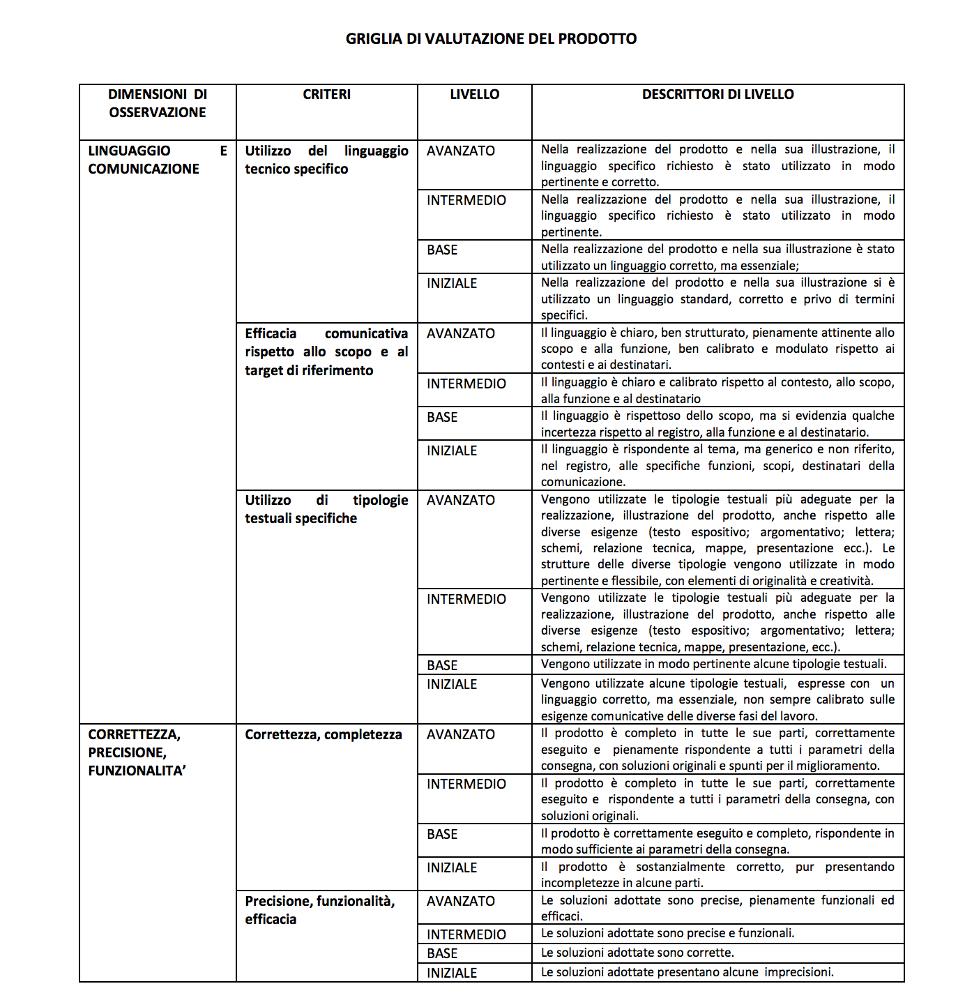 GRIGLIA DI VALUTAZIONE DEL PRODOTTO
DIMENSIONI DI
OSSERVAZIONE
CRITERI
LIVELLO
DESCRITTORI DI LIVELLO
LINGUAGGIO E
COMUNICAZIONE
Utilizzo del linguaggio
tecnico specifico
AVANZATO
Nella realizzazione del prodotto e nella sua illustrazione, il
linguaggio specifico richiesto è stato utilizzato in modo
pertinente e corretto.
INTERMEDIO
Nella realizzazione del prodotto e nella sua illustrazione, il
linguaggio specifico richiesto è stato utilizzato in modo
pertinente.
BASE
Nella realizzazione del prodotto e nella sua illustrazione è stato
utilizzato un linguaggio corretto, ma essenziale;
INIZIALE
Nella realizzazione del prodotto e nella sua illustrazione si è
utilizzato un linguaggio standard, corretto e privo di termini
specifici.
Efficacia comunicativa
rispetto allo scopo e al
target di riferimento
AVANZATO
Il linguaggio è chiaro, ben strutturato, pienamente attinente allo
scopo e alla funzione, ben calibrato e modulato rispetto ai
contesti e ai destinatari.
INTERMEDIO
Il linguaggio è chiaro e calibrato rispetto al contesto, allo scopo,
alla funzione e al destinatario
BASE
Il linguaggio è rispettoso dello scopo, ma si evidenzia qualche
incertezza rispetto al registro, alla funzione e al destinatario.
INIZIALE
Il linguaggio è rispondente al tema, ma generico e non riferito,
nel registro, alle specifiche funzioni, scopi, destinatari della
comunicazione.
Utilizzo di tipologie
testuali specifiche
AVANZATO
Vengono utilizzate le tipologie testuali più adeguate per la
realizzazione, illustrazione del prodotto, anche rispetto alle
diverse esigenze (testo espositivo; argomentativo; lettera;
schemi, relazione tecnica, mappe, presentazione ecc.). Le
strutture delle diverse tipologie vengono utilizzate in modo
pertinente e flessibile, con elementi di originalità e creatività.
INTERMEDIO
Vengono utilizzate le tipologie testuali più adeguate per la
realizzazione, illustrazione del prodotto, anche rispetto alle
diverse esigenze (testo espositivo; argomentativo; lettera;
schemi, relazione tecnica, mappe, presentazione, ecc.).
BASE
Vengono utilizzate in modo pertinente alcune tipologie testuali.
INIZIALE
Vengono utilizzate alcune tipologie testuali, espresse con un
linguaggio corretto, ma essenziale, non sempre calibrato sulle
esigenze comunicative delle diverse fasi del lavoro.
CORRETTEZZA,
PRECISIONE,
FUNZIONALITA’
Correttezza, completezza
AVANZATO
Il prodotto è completo in tutte le sue parti, correttamente
eseguito e pienamente rispondente a tutti i parametri della
consegna, con soluzioni originali e spunti per il miglioramento.
INTERMEDIO
Il prodotto è completo in tutte le sue parti, correttamente
eseguito e rispondente a tutti i parametri della consegna, con
soluzioni originali.
BASE
Il prodotto è correttamente eseguito e completo, rispondente in
modo sufficiente ai parametri della consegna.
INIZIALE
Il prodotto è sostanzialmente corretto, pur presentando
incompletezze in alcune parti.
Precisione, funzionalità,
efficacia
AVANZATO
Le soluzioni adottate sono precise, pienamente funzionali ed
efficaci.
INTERMEDIO
Le soluzioni adottate sono precise e funzionali.
BASE
Le soluzioni adottate sono corrette.
INIZIALE
Le soluzioni adottate presentano alcune imprecisioni.